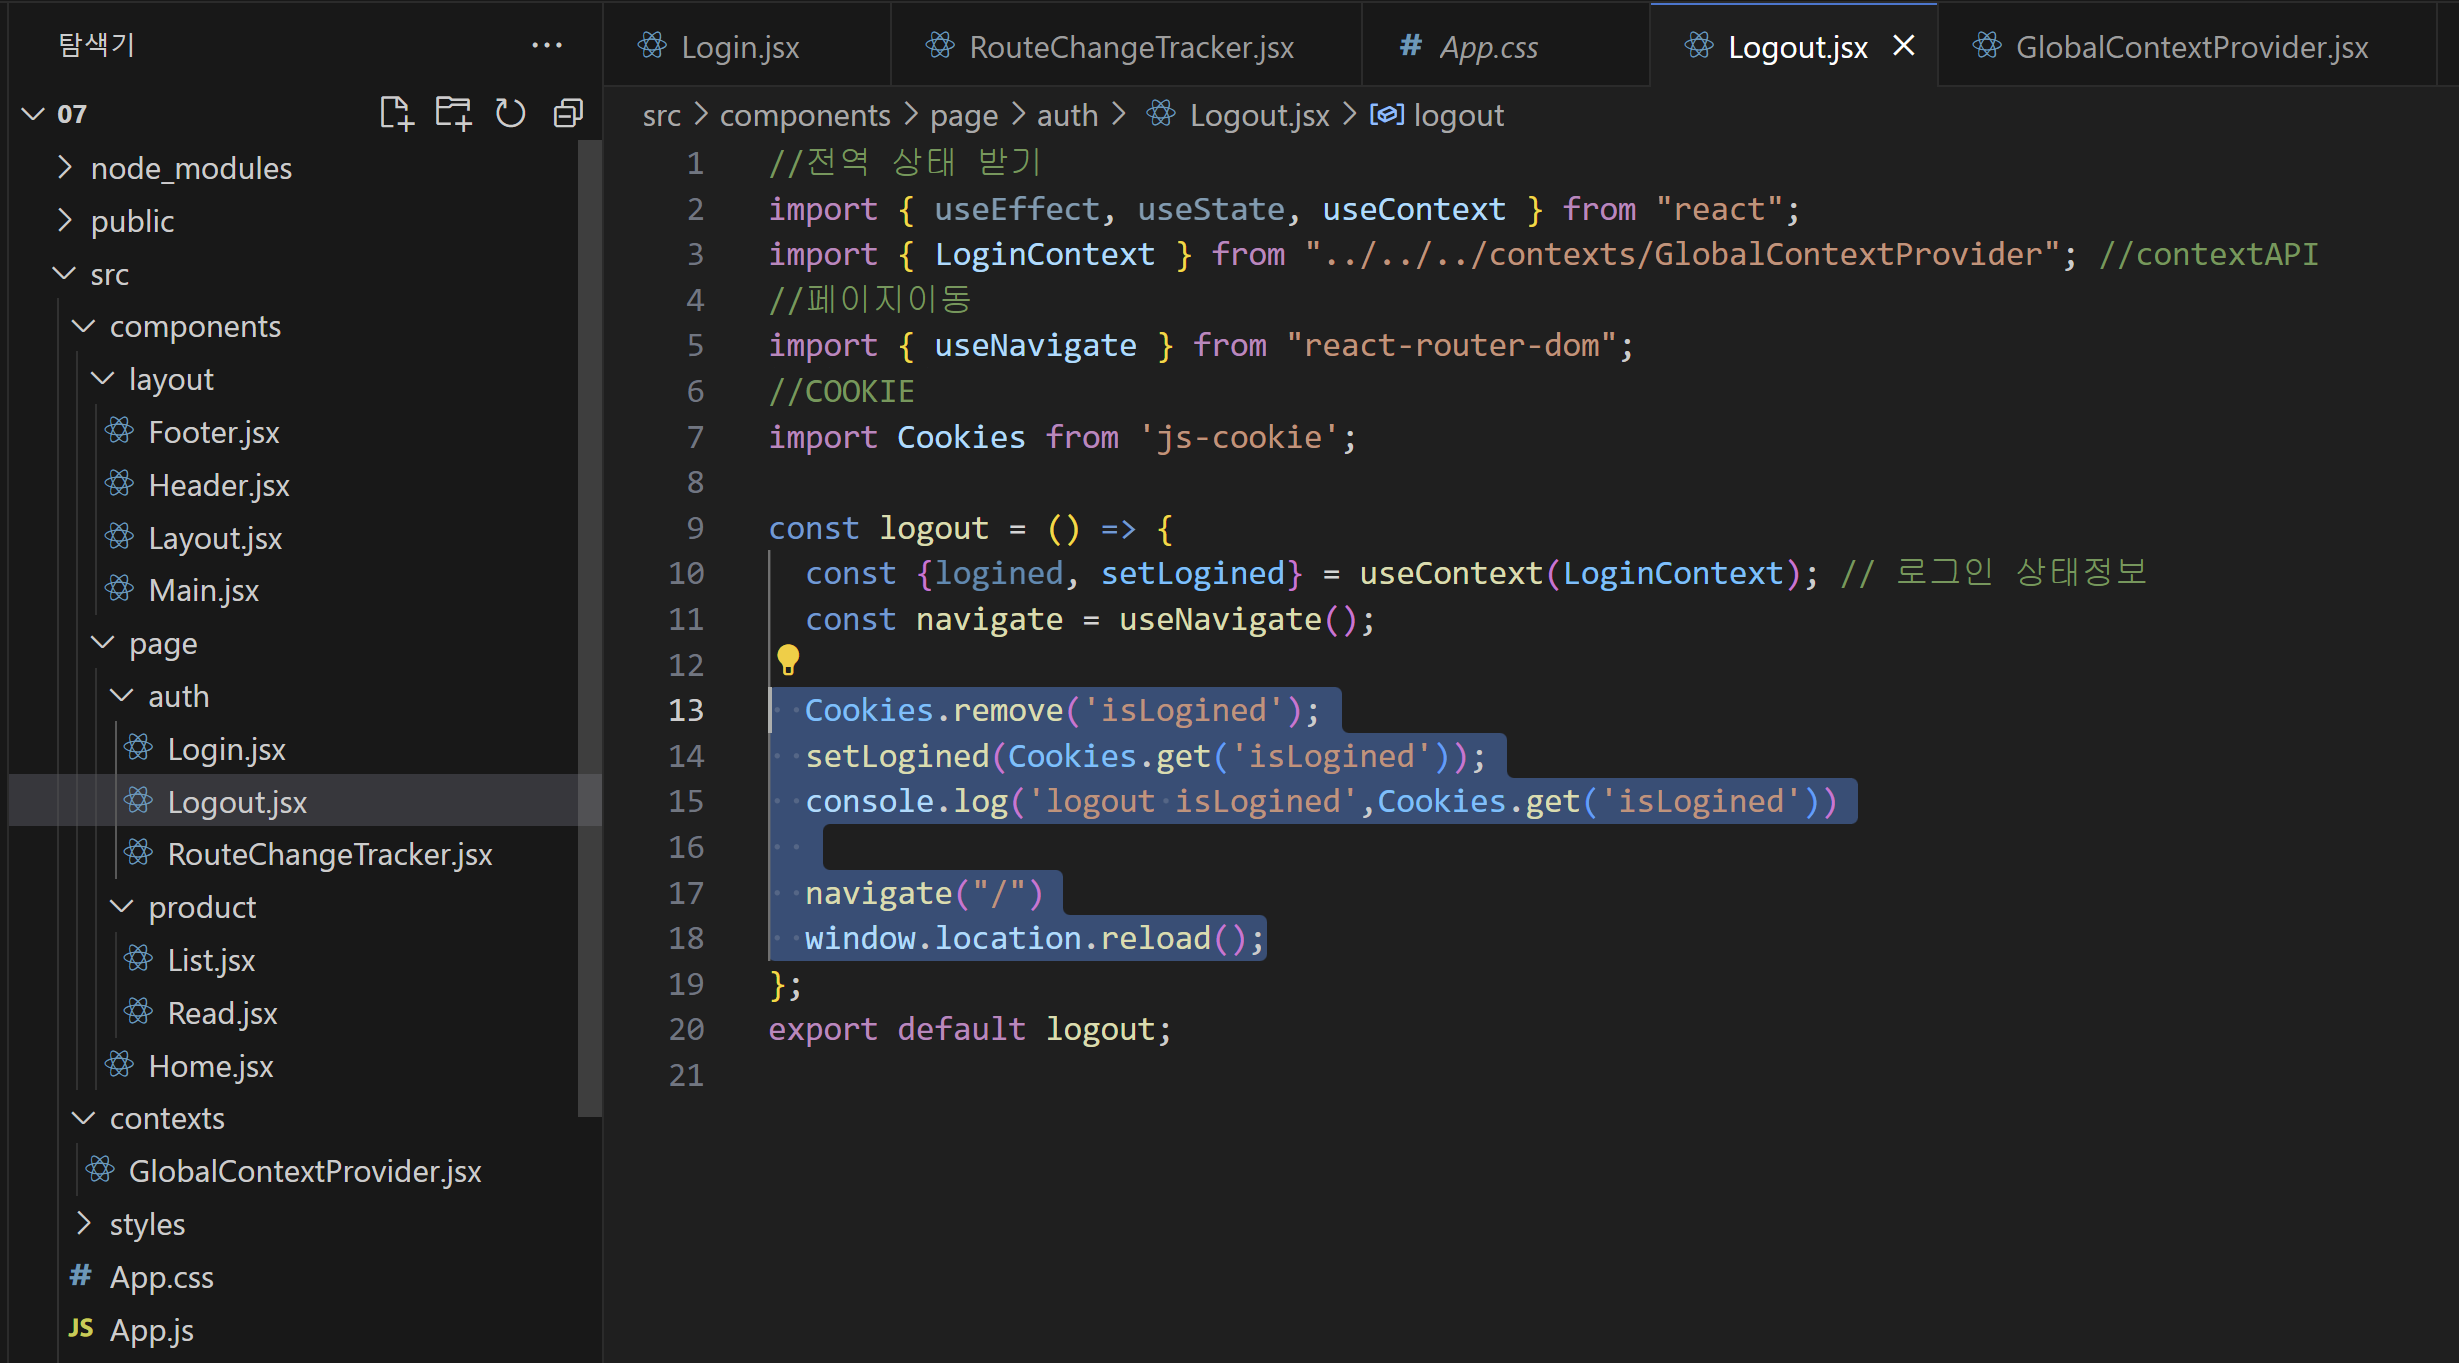 탐색기 ···
07
node_modules
public
src
components
layout
Footer.jsx
Header.jsx
Layout.jsx
Main.jsx
page
auth
Login.jsx
Logout.jsx
RouteChangeTracker.jsx
product
List.jsx
Read.jsx
Home.jsx
contexts
GlobalContextProvider.jsx
styles
# App.css
JS App.js
Login.jsx RouteChangeTracker.jsx # App.css Logout.jsx GlobalContextProvider.jsx
src > components > page > auth > Logout.jsx > logout
1 //전역 상태 받기
2 import { useEffect, useState, useContext } from "react";
3 import { LoginContext } from "../../../contexts/GlobalContextProvider"; //contextAPI
4 //페이지이동
5 import { useNavigate } from "react-router-dom";
6 //COOKIE
7 import Cookies from 'js-cookie';
8
9 const logout = () => {
10 const {logined, setLogined} = useContext(LoginContext); // 로그인 상태정보
11 const navigate = useNavigate();
12
13 Cookies.remove('isLogined');
14 setLogined(Cookies.get('isLogined'));
15 console.log('logout isLogined',Cookies.get('isLogined'))
16
17 navigate("/")
18 window.location.reload();
19 };
20 export default logout;
21